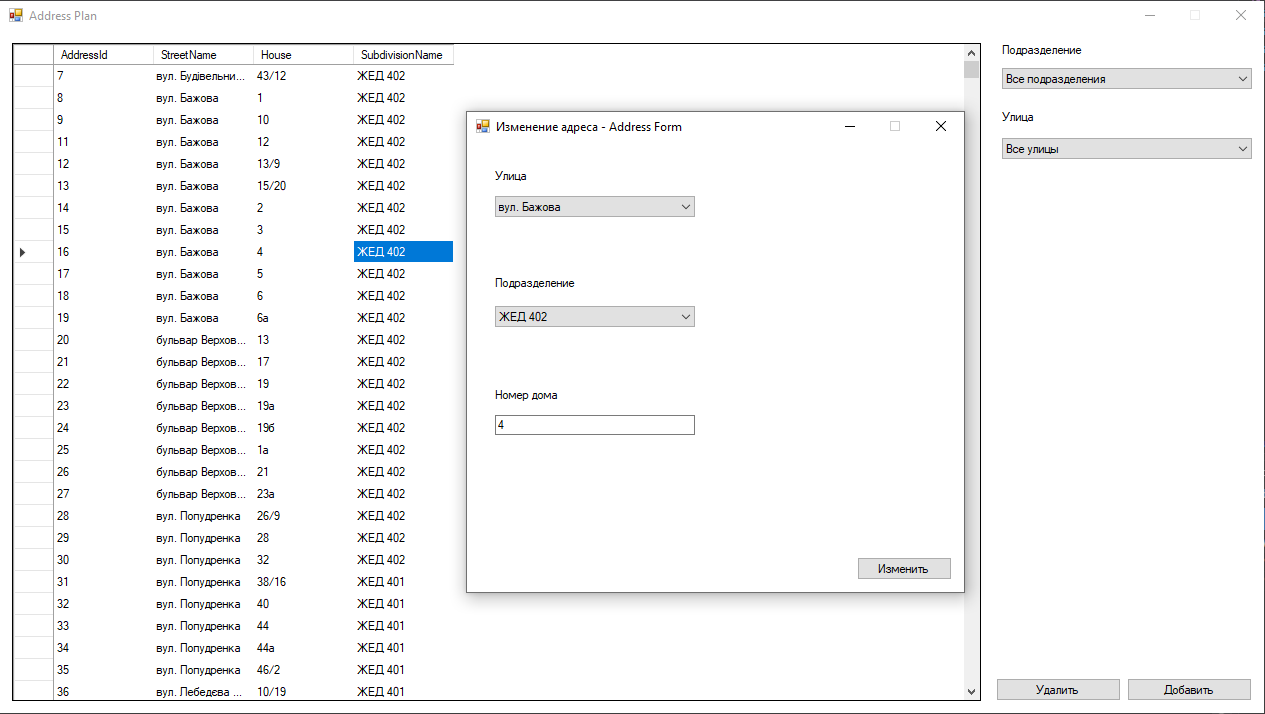 Address Plan
AddressId StreetName House SubdivisionName
7 вул. Будівельни... 43/12 ЖЕД 402
8 вул. Бажова 1 ЖЕД 402
9 вул. Бажова 10 ЖЕД 402
11 вул. Бажова 12 ЖЕД 402
12 вул. Бажова 13/9 ЖЕД 402
13 вул. Бажова 15/20 ЖЕД 402
14 вул. Бажова 2 ЖЕД 402
15 вул. Бажова 3 ЖЕД 402
16 вул. Бажова 4 ЖЕД 402
17 вул. Бажова 5 ЖЕД 402
18 вул. Бажова 6 ЖЕД 402
19 вул. Бажова 6а ЖЕД 402
20 бульвар Верхов... 13 ЖЕД 402
21 бульвар Верхов... 17 ЖЕД 402
22 бульвар Верхов... 19 ЖЕД 402
23 бульвар Верхов... 19а ЖЕД 402
24 бульвар Верхов... 19б ЖЕД 402
25 бульвар Верхов... 1а ЖЕД 402
26 бульвар Верхов... 21 ЖЕД 402
27 бульвар Верхов... 23а ЖЕД 402
28 вул. Попудренка 26/9 ЖЕД 402
29 вул. Попудренка 28 ЖЕД 402
30 вул. Попудренка 32 ЖЕД 402
31 вул. Попудренка 38/16 ЖЕД 401
32 вул. Попудренка 40 ЖЕД 401
33 вул. Попудренка 44 ЖЕД 401
34 вул. Попудренка 44а ЖЕД 401
35 вул. Попудренка 46/2 ЖЕД 401
36 вул. Лебедєва ... 10/19 ЖЕД 401
Изменение адреса - Address Form
Улица
вул. Бажова
Подразделение
ЖЕД 402
Номер дома
4
Изменить
Подразделение
Все подразделения
Улица
Все улицы
Удалить Добавить